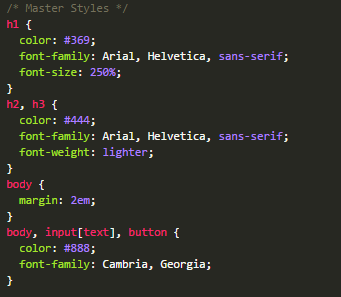 /* Master Styles */
h1 {
  color: #369;
  font-family: Arial, Helvetica, sans-serif;
  font-size: 250%;
}
h2, h3 {
  color: #444;
  font-family: Arial, Helvetica, sans-serif;
  font-weight: lighter;
}
body {
  margin: 2em;
}
body, input[text], button {
  color: #888;
  font-family: Cambria, Georgia;
}